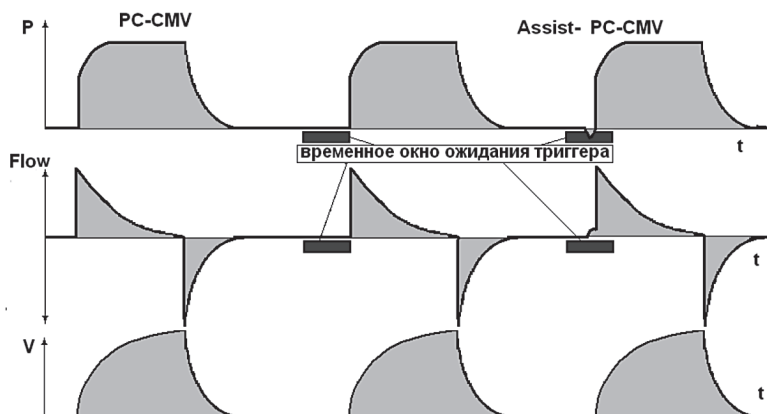 PC-CMV
Assist- PC-CMV
P
t
временное окно ожидания триггера
Flow
t
V
t